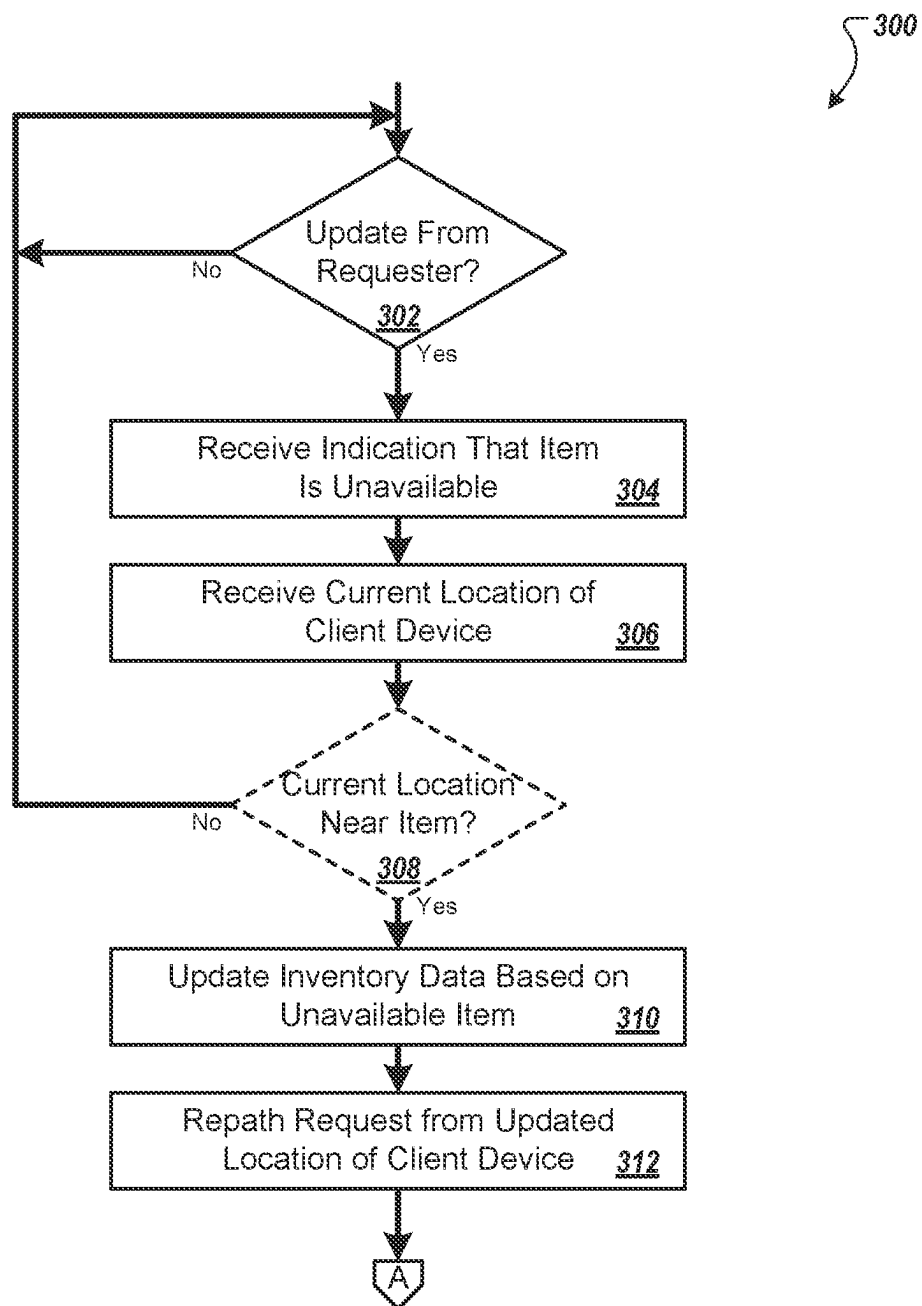 300
Update From
Requester?
No
302
Yes
Receive Indication That Item
Is Unavailable
304
Receive Current Location of
Client Device
306
Current Location
Near Item?
No
308
Yes
Update Inventory Data Based on
Unavailable Item
310
Repath Request from Updated
Location of Client Device
312
A